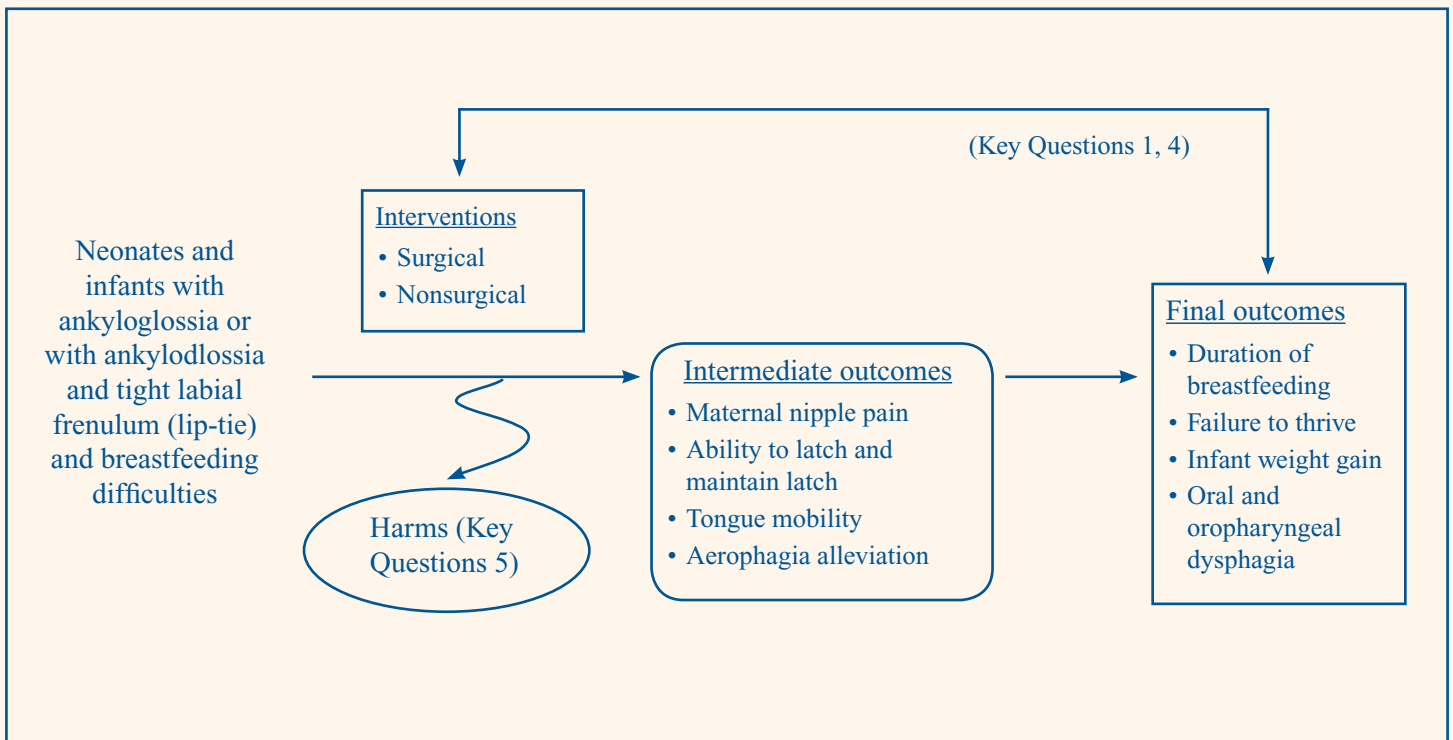 (Key Questions 1, 4)
Interventions
• Surgical
• Nonsurgical
Neonates and
infants with
ankyloglossia or
with ankylodlossia
and tight labial
frenulum (lip-tie)
and breastfeeding
difficulties
Harms (Key
Questions 5)
Intermediate outcomes
• Maternal nipple pain
• Ability to latch and
maintain latch
• Tongue mobility
• Aerophagia alleviation
Final outcomes
• Duration of
breastfeeding
• Failure to thrive
• Infant weight gain
• Oral and
oropharyngeal
dysphagia